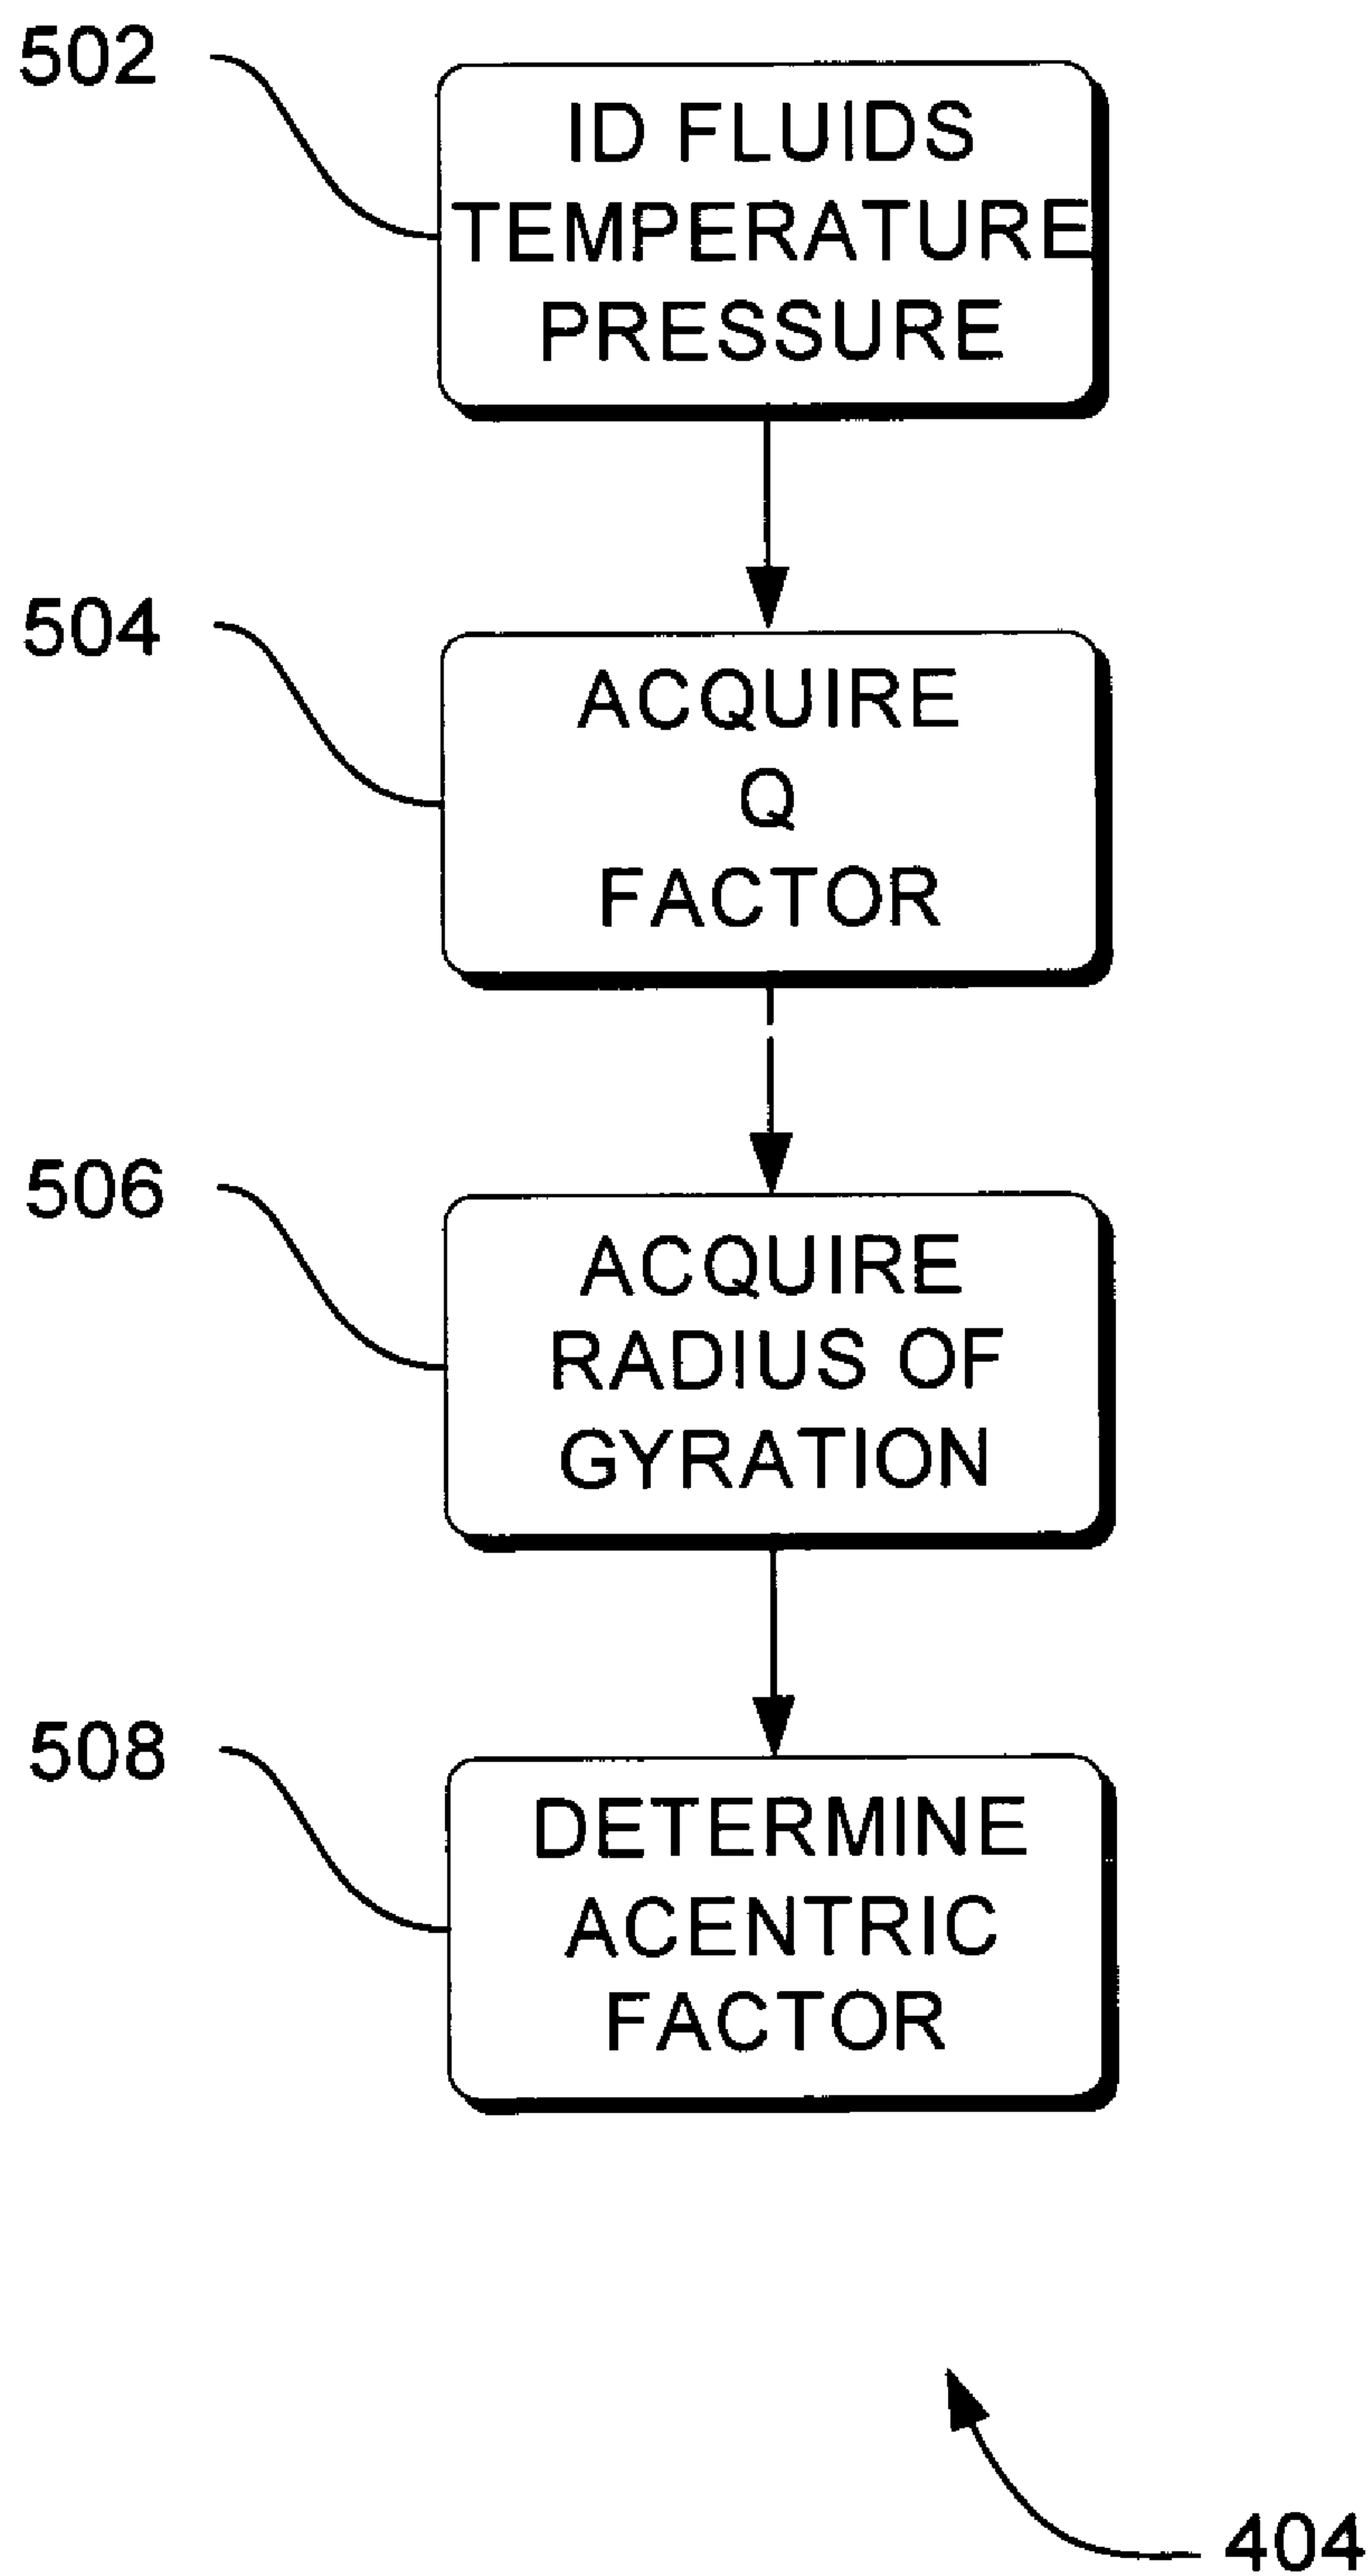 502
ID FLUIDS
TEMPERATURE
PRESSURE
504
ACQUIRE
Q
FACTOR
506
ACQUIRE
RADIUS OF
GYRATION
508
DETERMINE
ACENTRIC
FACTOR
404